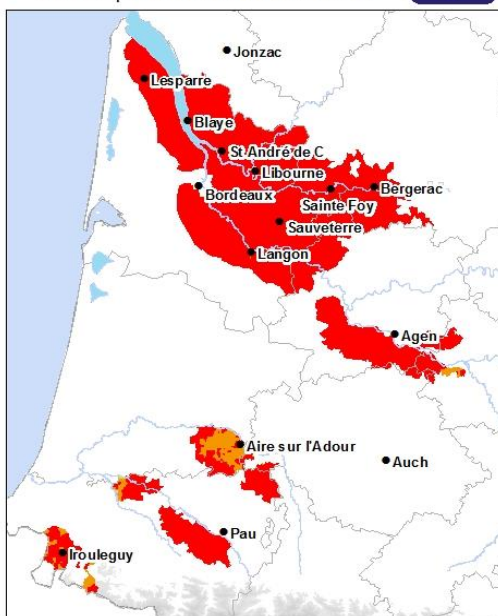 Jonzac
Lesparre
Blaye
St André de C
Libourne
Bergerac
Bordeaux
Sainte Foy
Sauveterre
Langon
Agen
Aire sur l'Adour
Auch
Pau
Irouleguy